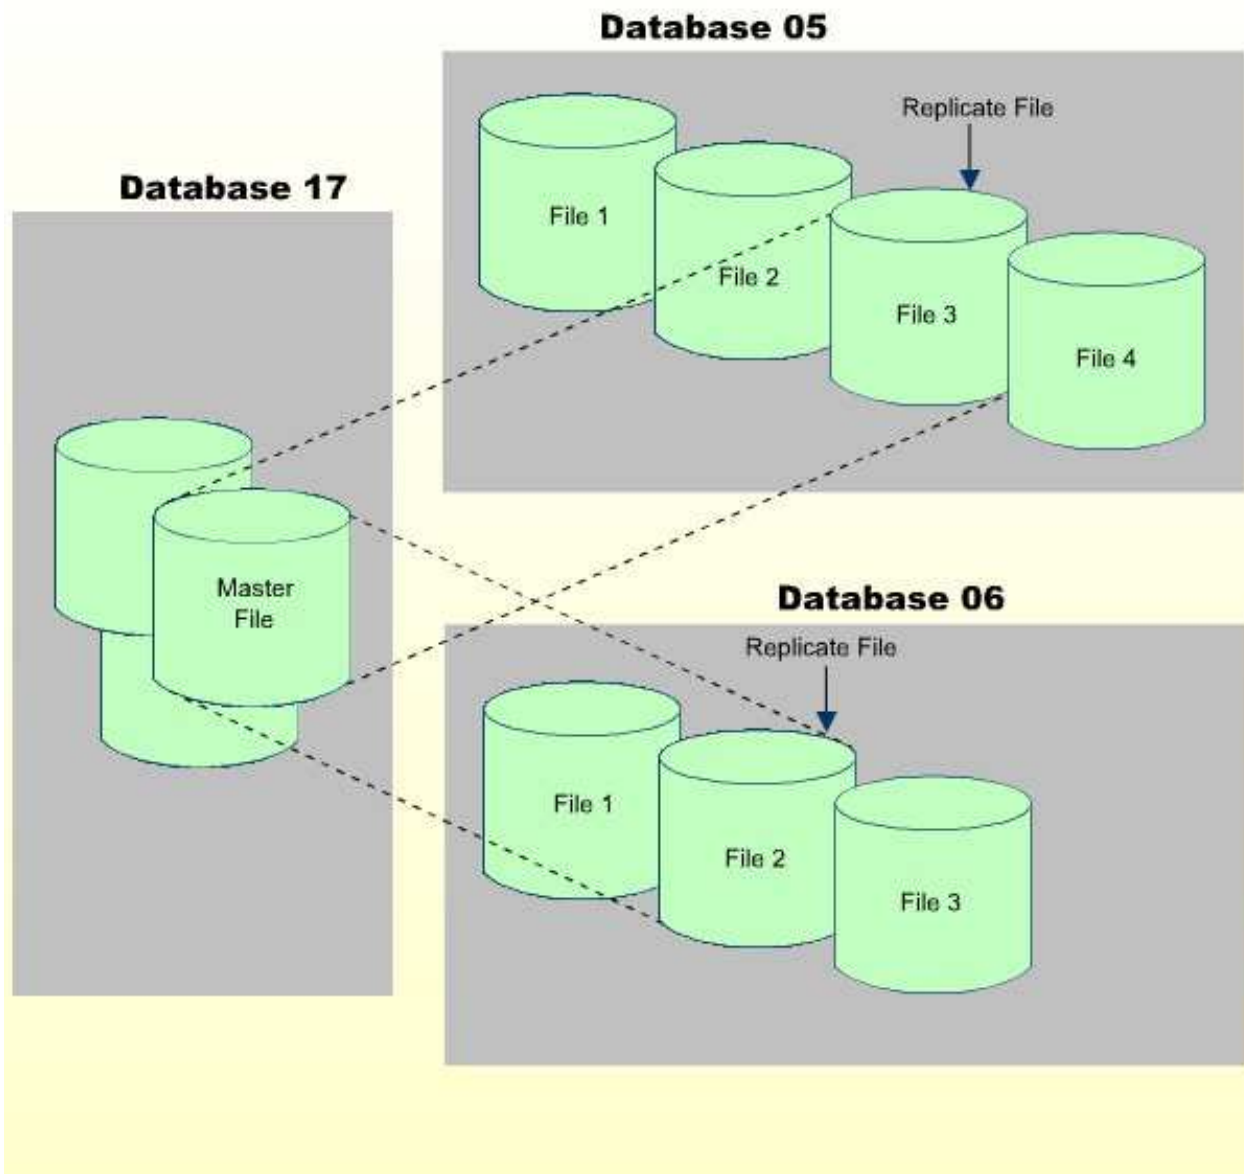 Database 05
Replicate File
File 1
File 2
File 3
File 4
Database 17
Master
File
Database 06
Replicate File
File 1
File 2
File 3